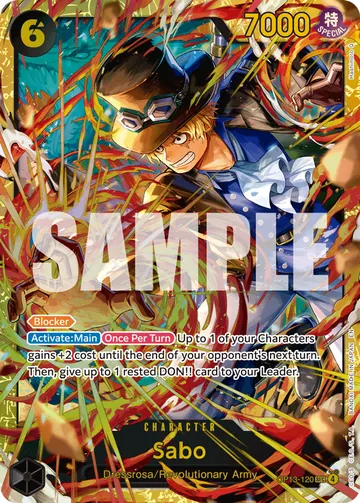 6
7000
特
SPECIAL
SAMPLE
Blocker
Activate:Main Once Per Turn Up to 1 of your Characters
gains +2 cost until the end of your opponent's next turn.
Then, give up to 1 rested DON!! card to your Leader.
CHARACTER
Sabo
Dressrosa/Revolutionary Army
OP13-120 SEC 4